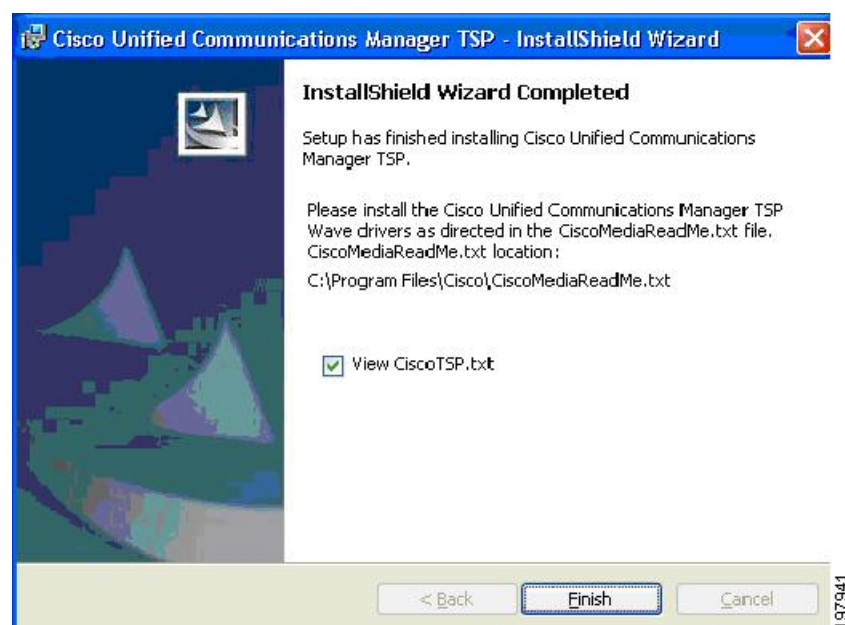 Cisco Unified Communications Manager TSP - InstallShield Wizard
InstallShield Wizard Completed
Setup has finished installing Cisco Unified Communications
Manager TSP.
Please install the Cisco Unified Communications Manager TSP
Wave drivers as directed in the CiscoMediaReadMe.txt file.
CiscoMediaReadMe.txt location:
C:\Program Files\Cisco\CiscoMediaReadMe.txt
View CiscoTSP.txt
< Back
Finish
Cancel
197941